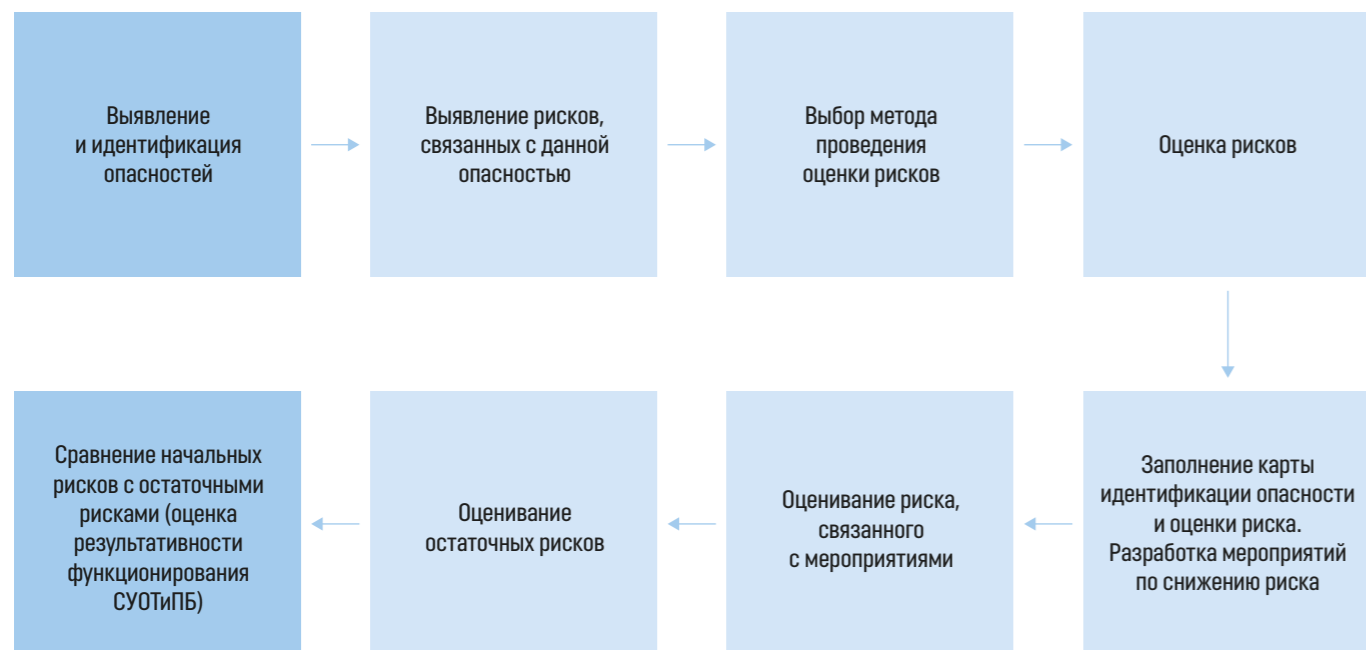 Выявление
и идентификация
опасностей
Выявление рисков,
связанных с данной
опасностью
Выбор метода
проведения
оценки рисков
Оценка рисков
Заполнение карты
идентификации опасности
и оценки риска.
Разработка мероприятий
по снижению риска
Оценивание риска,
связанного
с мероприятиями
Оценивание
остаточных рисков
Сравнение начальных
рисков с остаточными
рисками (оценка
результативности
функционирования
СУОТиПБ)